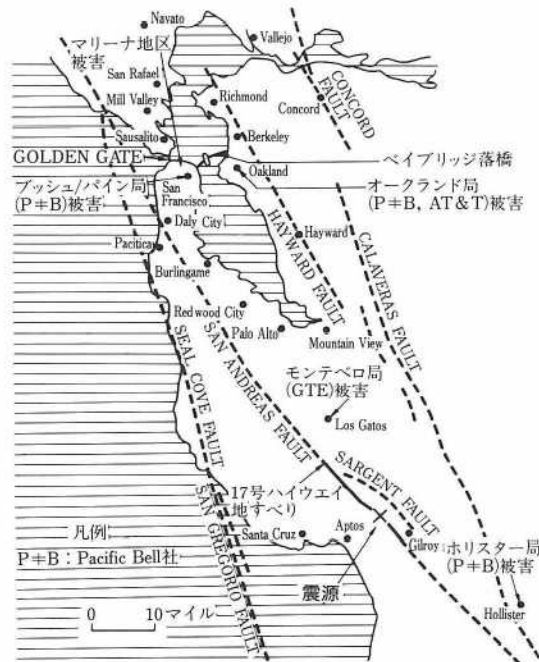 Navato
マリーナ地区
被害
Vallejo
San Rafael
Mill Valley
Richmond
Concord
CONCORD
FAULT
Sausalito
Berkeley
GOLDEN GATE
ベイブリッジ落橋
ブッシュ/パイン局
(P≠B)被害
San
Francisco
Oakland
オークランド局
(P≠B, AT&T)被害
Daly City
Pacitica
HAYWARD FAULT
Hayward
CALAVERAS FAULT
Burlingame
Redwood City
Palo Alto
Mountain View
SEAL COVE FAULT
SAN ANDREAS FAULT
モンテベロ局
(GTE)被害
Los Gatos
SARGENT FAULT
17号ハイウエイ
地すべり
SAN GREGORIO FAULT
凡例
P≠B：Pacific Bell社
Santa Cruz
Aptos
Gilroy
ホリスター局
(P≠B)被害
震源
Hollister
0 10 マイル